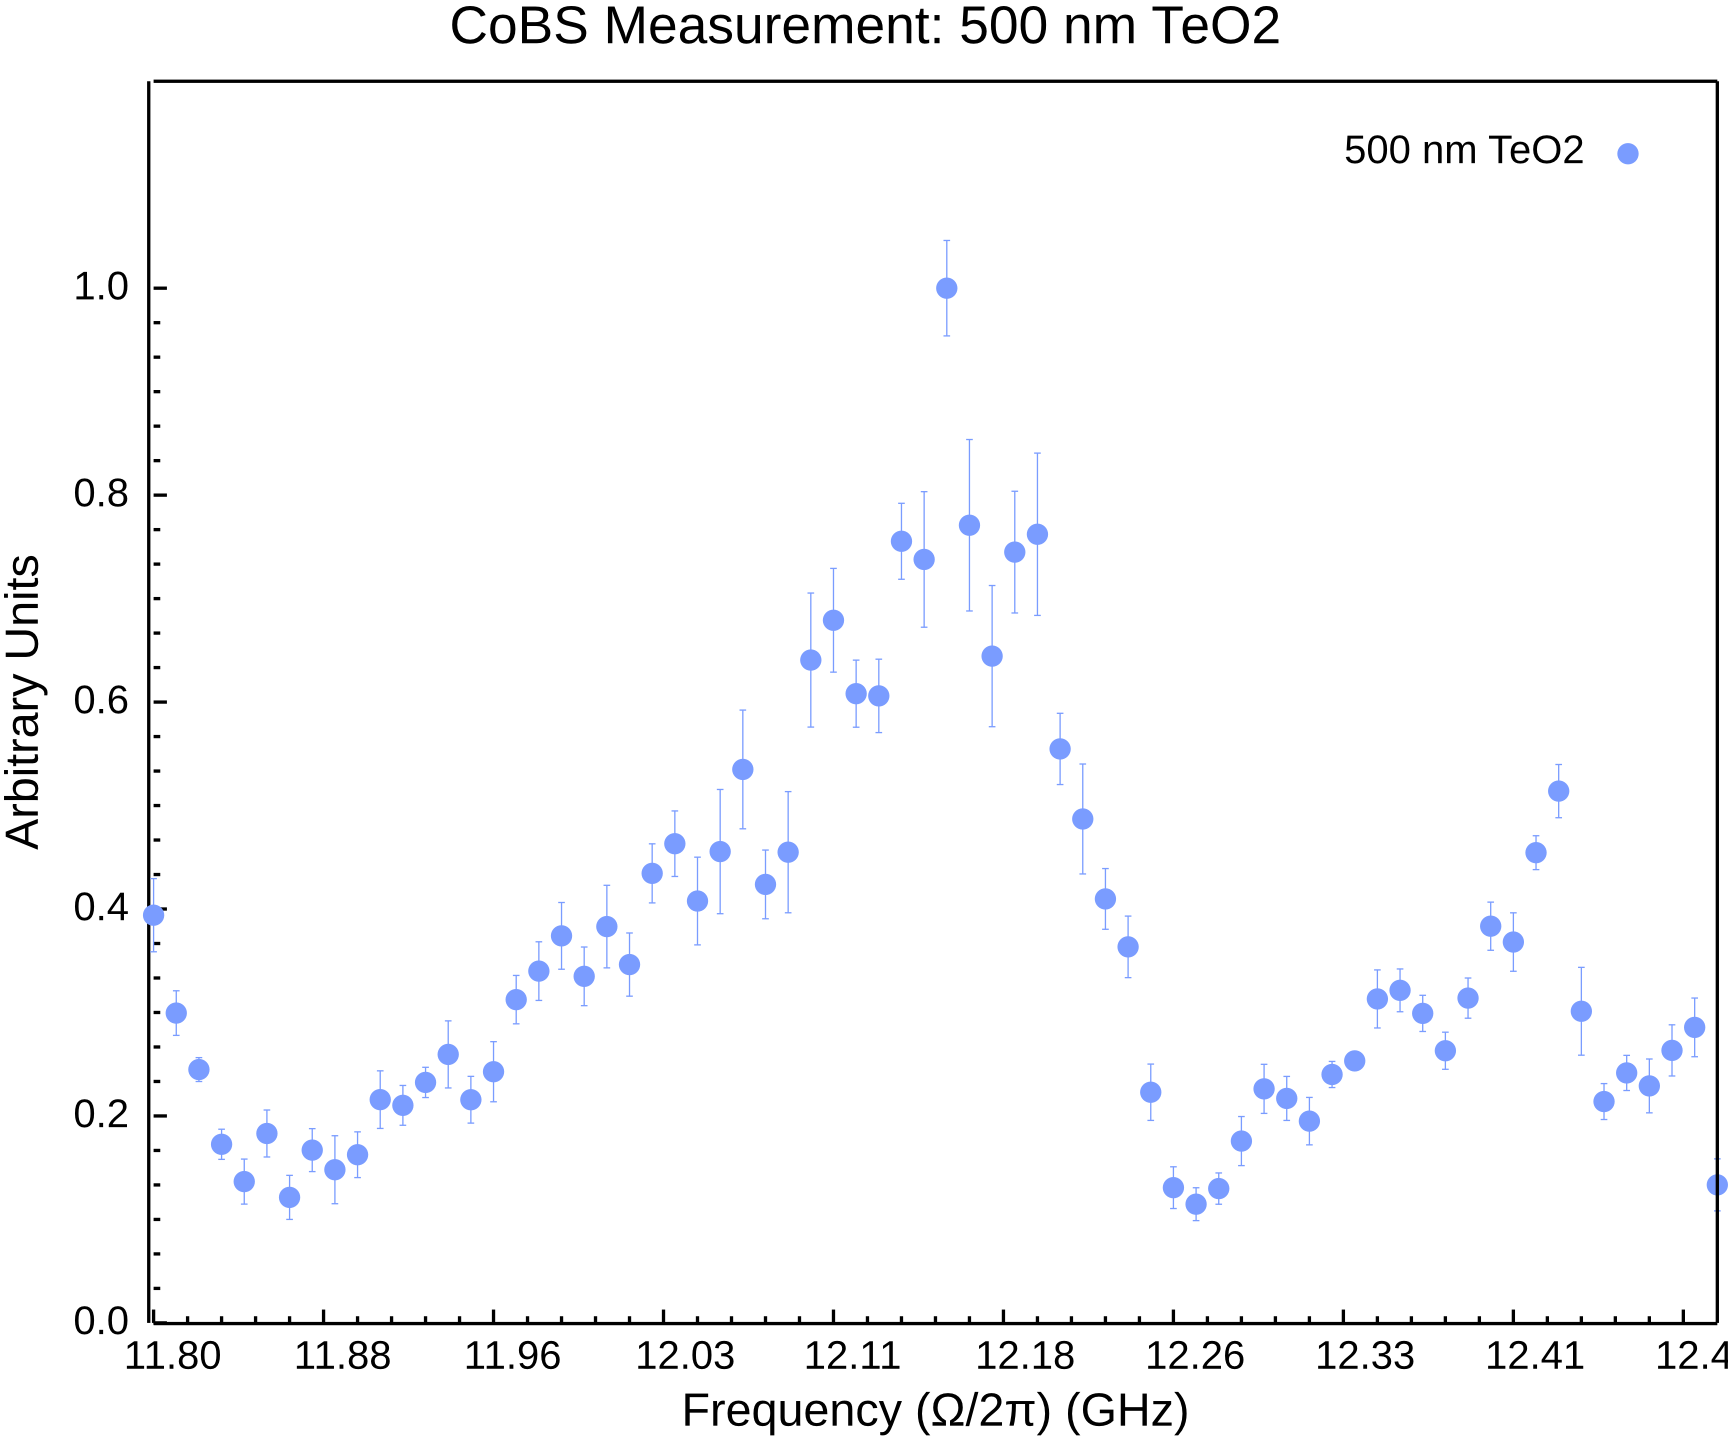 CoBS Measurement: 500 nm TeO2
500 nm TeO2
1.0
0.8
0.6
0.4
0.2
0.0
Arbitrary Units
11.80 11.88 11.96 12.03 12.11 12.18 12.26 12.33 12.41 12.4
Frequency (Ω/2π) (GHz)